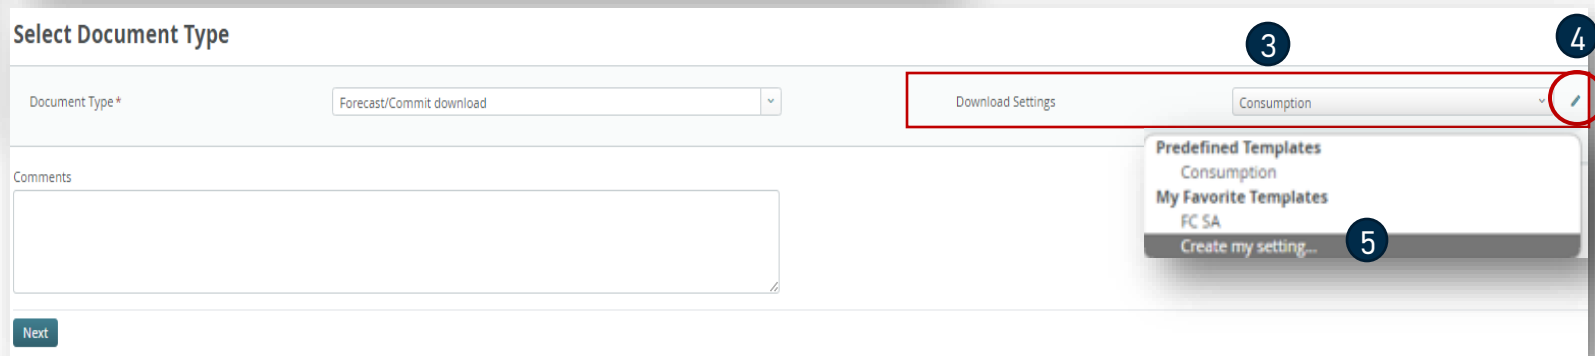 Select Document Type
3
4
Document Type *
Forecast/Commit download
Download Settings
Consumption
Predefined Templates
Consumption
My Favorite Templates
FC SA
Create my setting...
5
Comments
Next